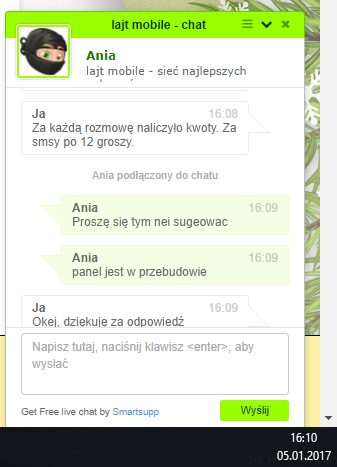 lajt mobile - chat
Ania
lajt mobile - sieć najlepszych
Ja 16:08
Za każdą rozmowę naliczyło kwoty. Za
smsy po 12 groszy.
Ania podłączony do chatu
Ania 16:09
Proszę się tym nei sugeowac
Ania 16:09
panel jest w przebudowie
Ja 16:09
Okej, dziękuję za odpowiedź
Napisz tutaj, naciśnij klawisz <enter>, aby
wysłać
Get Free live chat by Smartsupp
Wyślij
16:10
05.01.2017